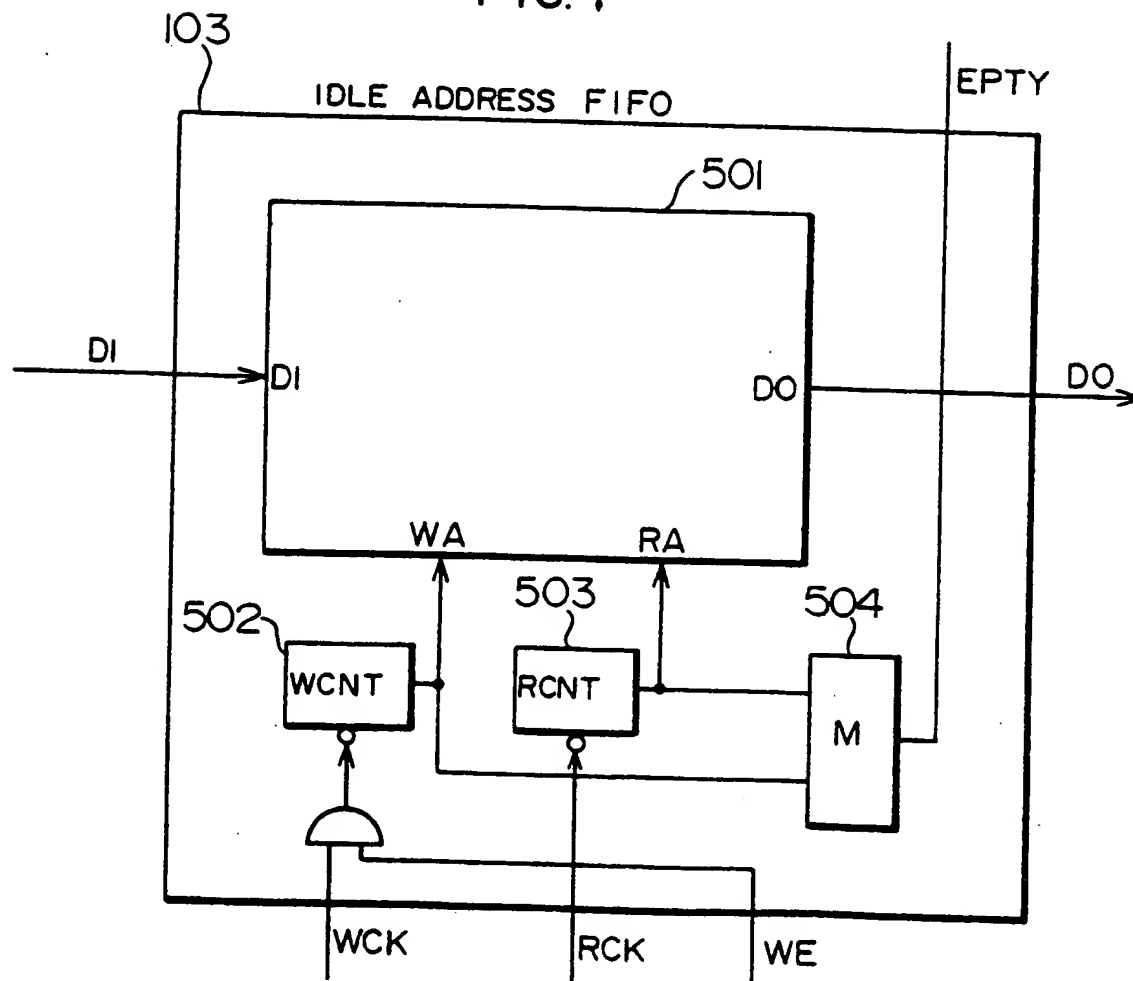 103
EPTY
IDLE ADDRESS FIFO
501
DI
DI
DO
DO
WA
RA
502
503
504
WCNT
RCNT
M
WCK
RCK
WE